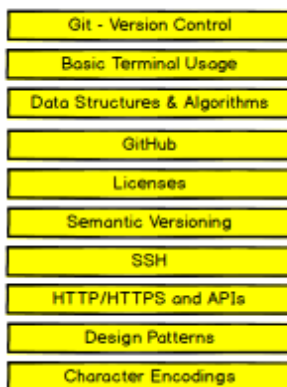 Git - Version Control
Basic Terminal Usage
Data Structures & Algorithms
GitHub
Licenses
Semantic Versioning
SSH
HTTP/HTTPS and APIs
Design Patterns
Character Encodings